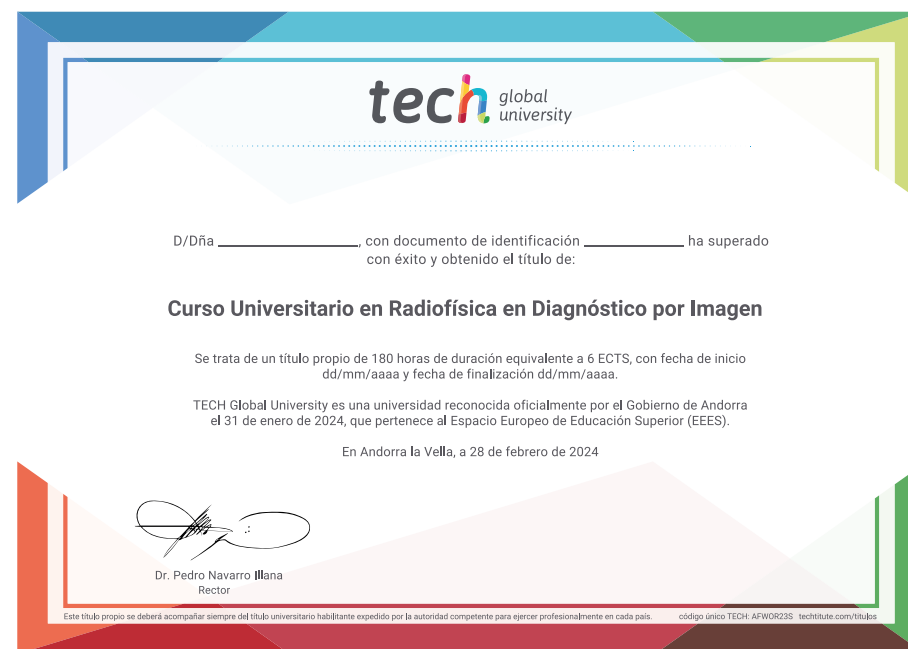 tech global university
D/Dña ______________, con documento de identificación __________ ha superado
con éxito y obtenido el título de:
Curso Universitario en Radiofísica en Diagnóstico por Imagen
Se trata de un título propio de 180 horas de duración equivalente a 6 ECTS, con fecha de inicio
dd/mm/aaaa y fecha de finalización dd/mm/aaaa.
TECH Global University es una universidad reconocida oficialmente por el Gobierno de Andorra
el 31 de enero de 2024, que pertenece al Espacio Europeo de Educación Superior (EEES).
En Andorra la Vella, a 28 de febrero de 2024
Dr. Pedro Navarro Illana
Rector
Este título propio se deberá acompañar siempre del título universitario habilitante expedido por la autoridad competente para ejercer profesionalmente en cada país. código único TECH: AFWOR23S techtitute.com/titulos